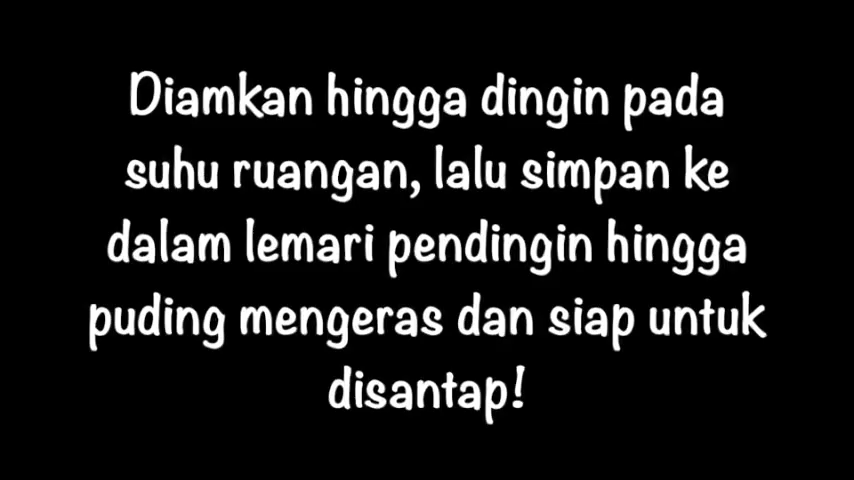 Diamkan hingga dingin pada
suhu ruangan, lalu simpan ke
dalam lemari pendingin hingga
puding mengeras dan siap untuk
disantap!